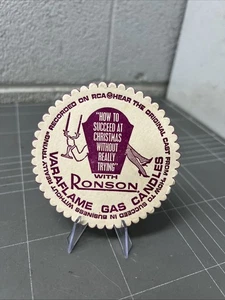 "HOW TO
SUCCEED AT
CHRISTMAS
WITHOUT
REALLY
TRYING"
WITH
RONSON
VARAFLAME GAS CANDLES
RECORDED ON RCA HEAR THE ORIGINAL CAST FROM "HOW TO SUCCEED IN BUSINESS WITHOUT REALLY TRYING"